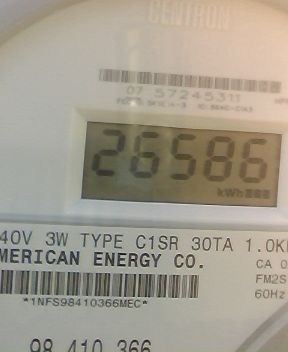 CENTRON
07 57245311
26586
kWh
40V 3W TYPE C1SR 30TA 1.0K
MERICAN ENERGY CO.
CA 0
FM2S
60Hz
*1NFS98410366MEC*
98 410 366